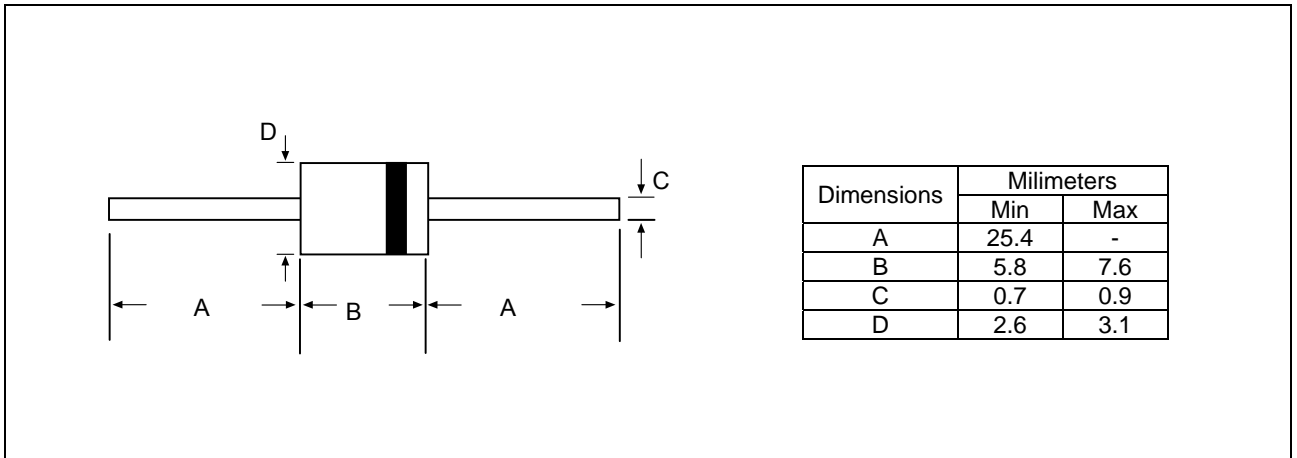 D
C
A
B
A
Dimensions Milimeters
Min Max
A 25.4 -
B 5.8 7.6
C 0.7 0.9
D 2.6 3.1